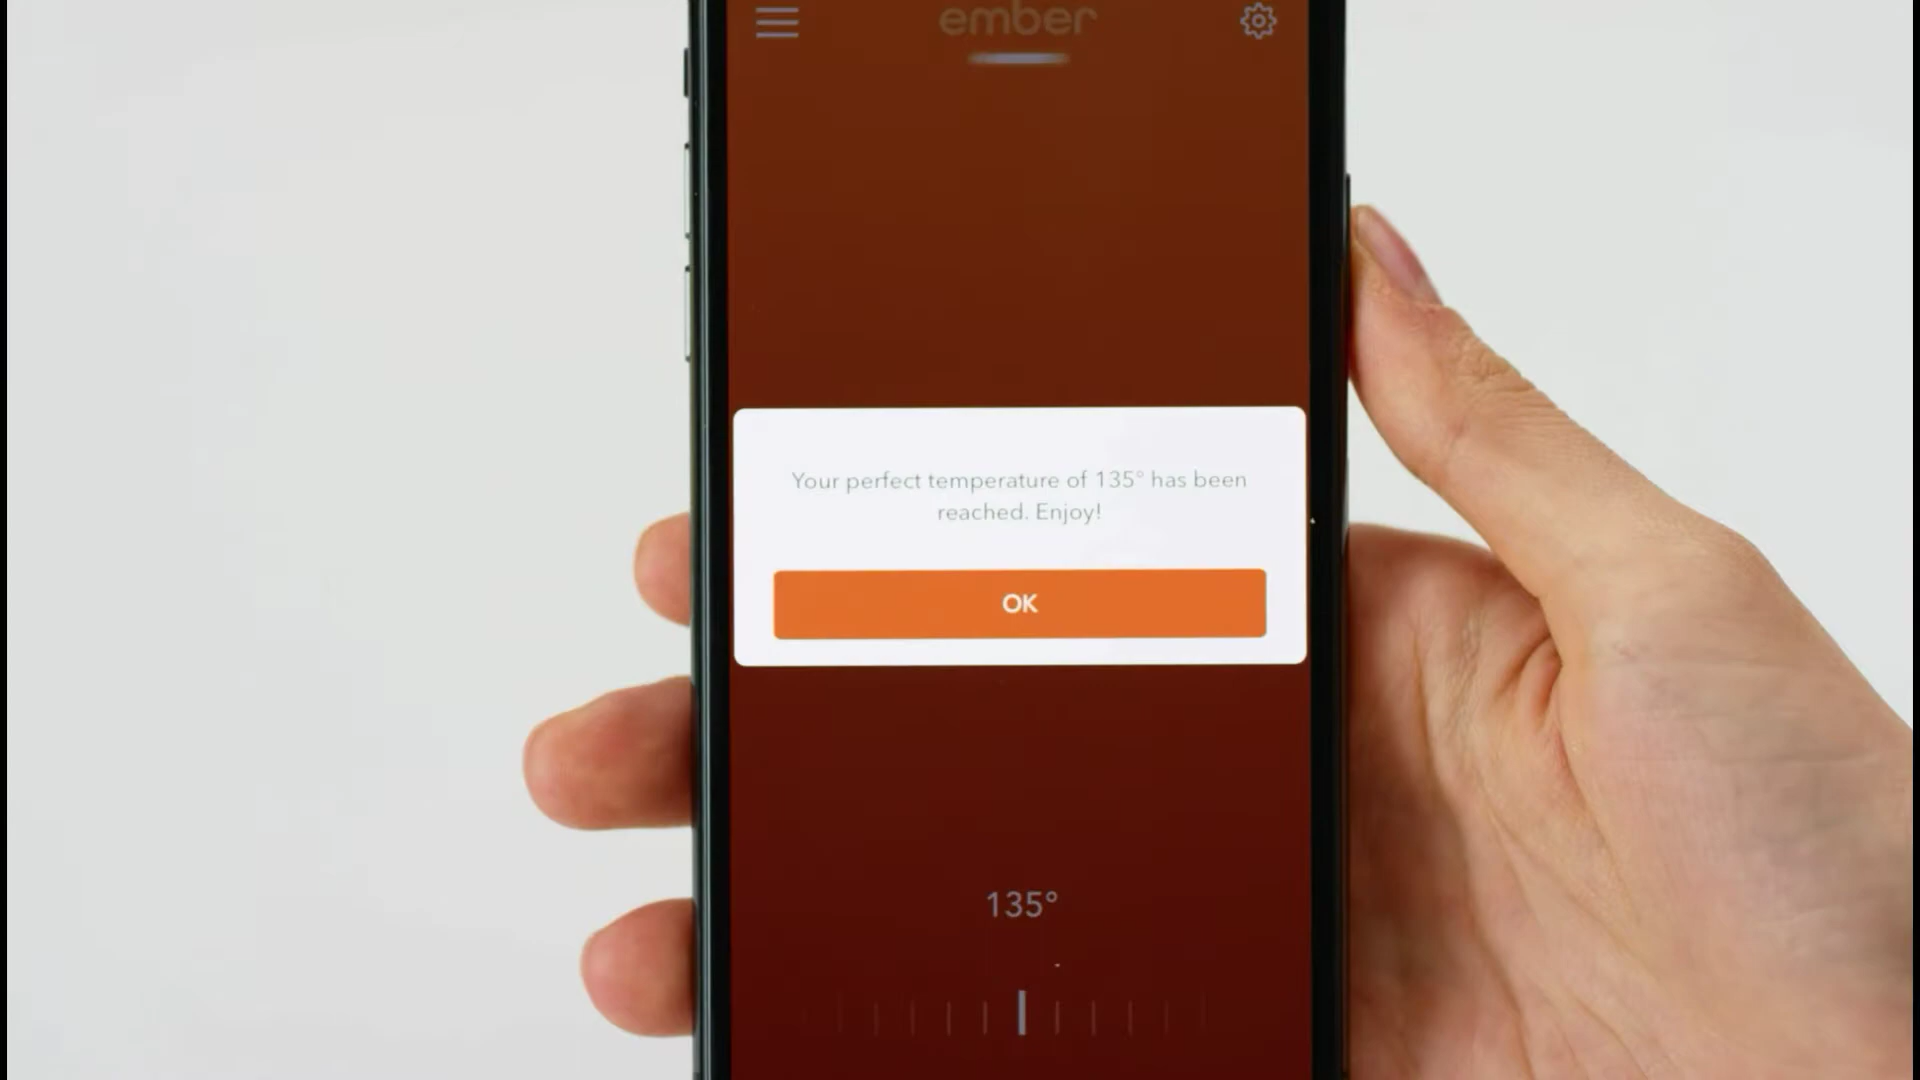 ember
Your perfect temperature of 135° has been
reached. Enjoy!
OK
135°